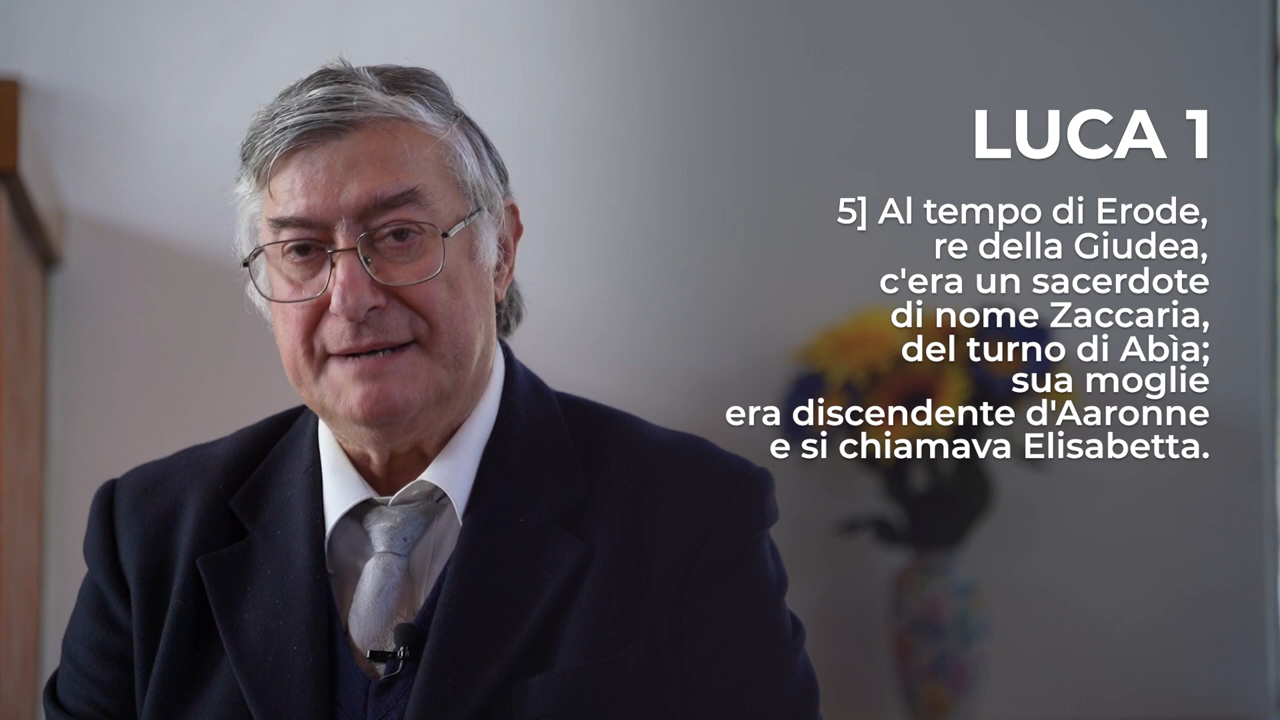 LUCA 1
5] Al tempo di Erode,
re della Giudea,
c'era un sacerdote
di nome Zaccaria,
del turno di Abìa;
sua moglie
era discendente d'Aaronne
e si chiamava Elisabetta.